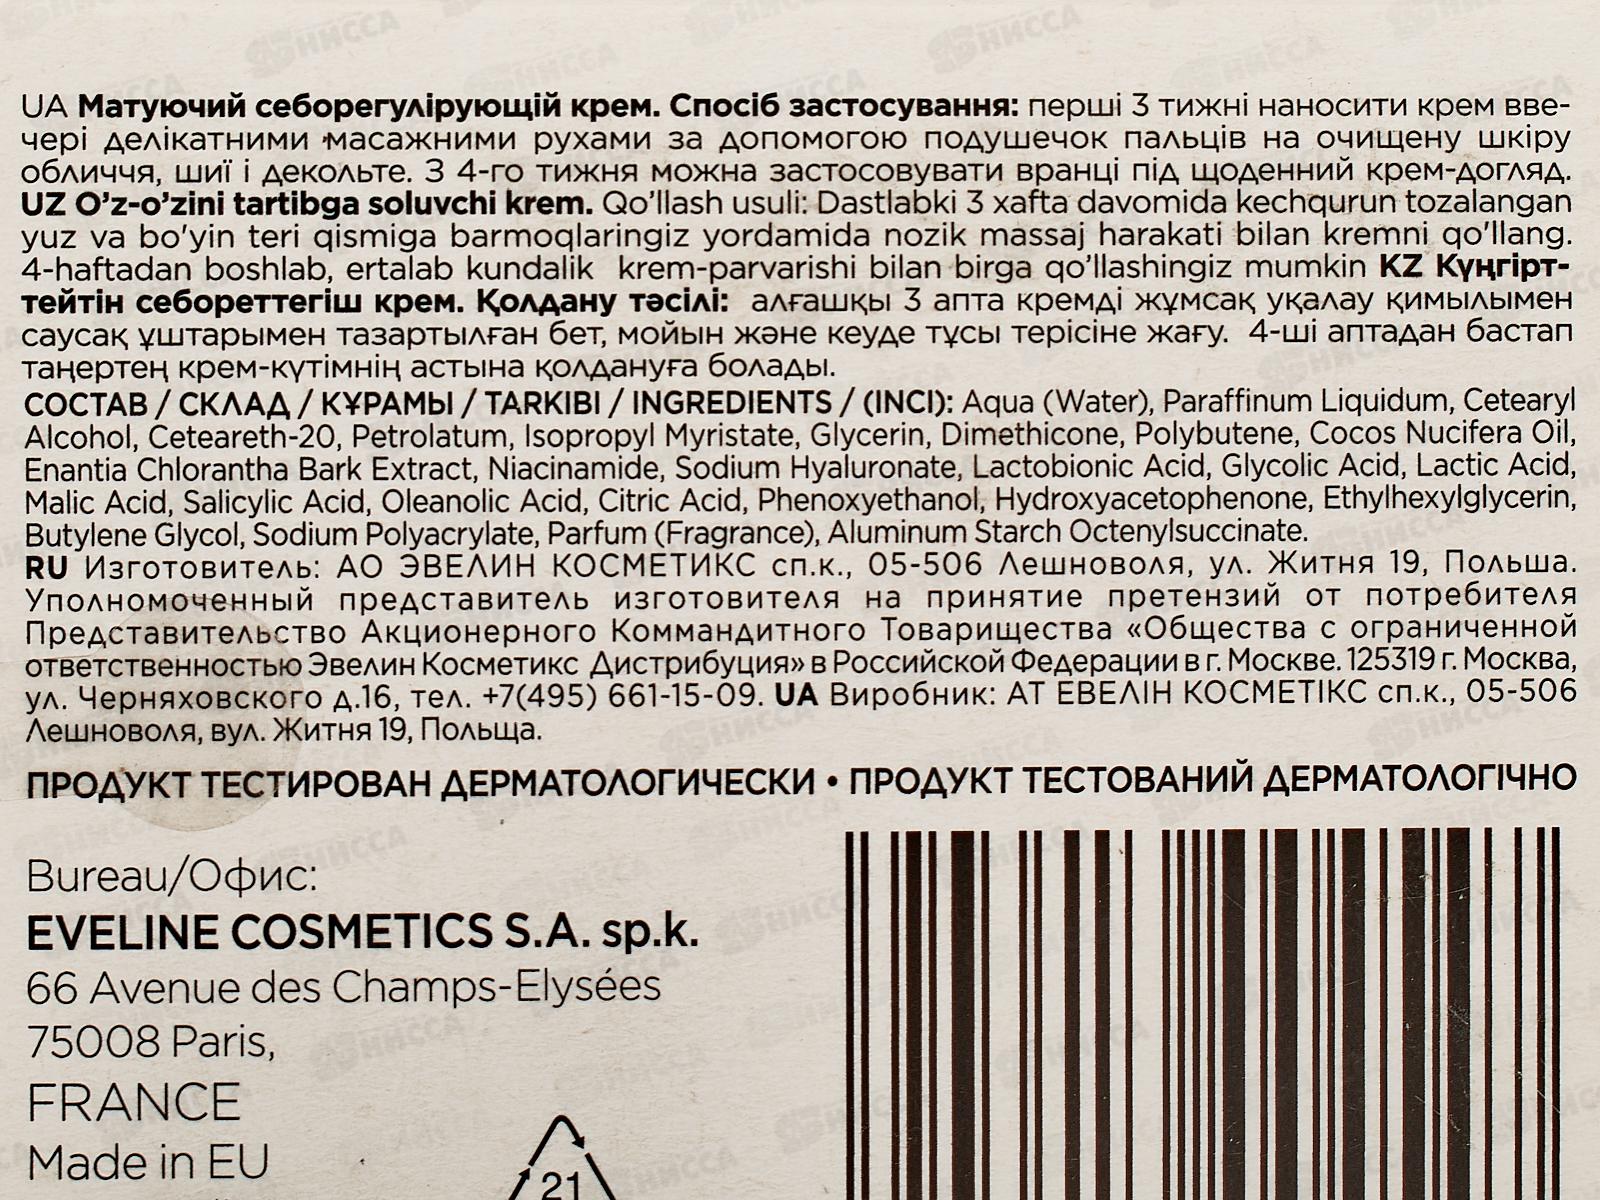 UA Матуючий себорегулірующій крем. Спосіб застосування: перші 3 тижні наносити крем вве-
чері делікатними масажними рухами за допомогою подушечок пальців на очищену шкіру
обличчя, шиї і декольте. З 4-го тижня можна застосовувати вранці під щоденний крем-догляд.
UZ O’z-o’zini tartibga soluvchi krem. Qo’llash usuli: Dastlabki 3 xafta davomida kechqurun tozalangan
yuz va bo'yin teri qismiga barmoqlaringiz yordamida nozik massaj harakati bilan kremni qo'llang.
4-haftadan boshlab, ertalab kundalik krem-parvarishi bilan birga qo’llashingiz mumkin KZ Күңгірт-
тейтін себореттегіш крем. Қолдану тәсілі: алғашқы 3 апта кремді жұмсақ уқалау қимылымен
саусақ ұштарымен тазартылған бет, мойын және кеуде тұсы терісіне жағу. 4-ші аптадан бастап
таңертең крем-күтімнің астына қолдануға болады.
СОСТАВ / СКЛАД / ҚҰРАМЫ / TARKIBI / INGREDIENTS / (INCI): Aqua (Water), Paraffinum Liquidum, Cetearyl
Alcohol, Ceteareth-20, Petrolatum, Isopropyl Myristate, Glycerin, Dimethicone, Polybutene, Cocos Nucifera Oil,
Enantia Chlorantha Bark Extract, Niacinamide, Sodium Hyaluronate, Lactobionic Acid, Glycolic Acid, Lactic Acid,
Malic Acid, Salicylic Acid, Oleanolic Acid, Citric Acid, Phenoxyethanol, Hydroxyacetophenone, Ethylhexylglycerin,
Butylene Glycol, Sodium Polyacrylate, Parfum (Fragrance), Aluminum Starch Octenylsuccinate.
RU Изготовитель: АО ЭВЕЛИН КОСМЕТИКС сп.к., 05-506 Лешноволя, ул. Житня 19, Польша.
Уполномоченный представитель изготовителя на принятие претензий от потребителя
Представительство Акционерного Коммандитного Товарищества «Общества с ограниченной
ответственностью Эвелин Косметикс Дистрибуция» в Российской Федерации в г. Москве. 125319 г. Москва,
ул. Черняховского д.16, тел. +7(495) 661-15-09. UA Виробник: АТ ЕВЕЛІН КОСМЕТІКС сп.к., 05-506
Лешноволя, вул. Житня 19, Польща.
ПРОДУКТ ТЕСТИРОВАН ДЕРМАТОЛОГИЧЕСКИ • ПРОДУКТ ТЕСТОВАНИЙ ДЕРМАТОЛОГІЧНО
Bureau/Офис:
EVELINE COSMETICS S.A. sp.k.
66 Avenue des Champs-Elysées
75008 Paris,
FRANCE
Made in EU
21